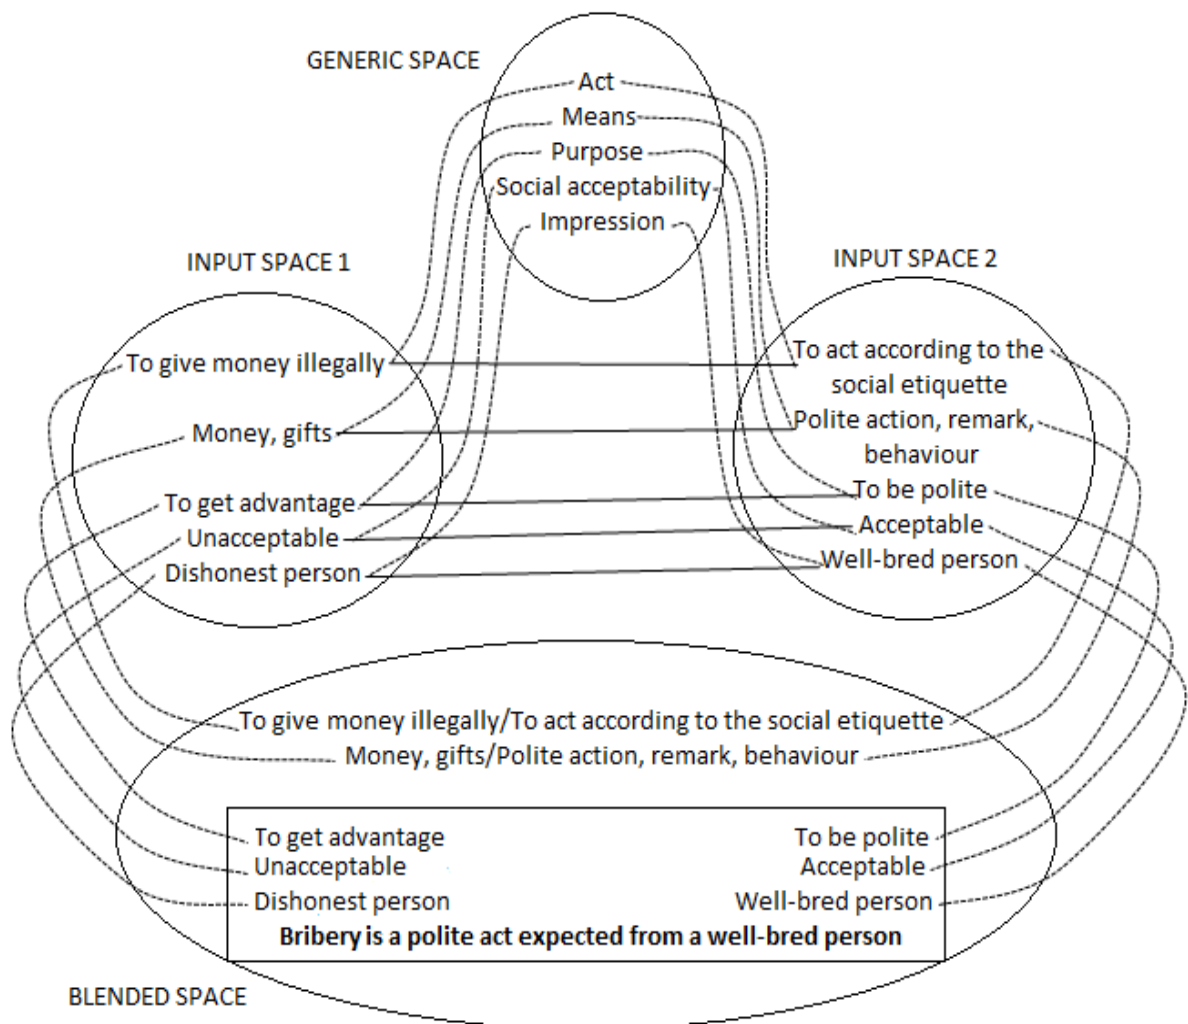 GENERIC SPACE
Act
Means
Purpose
Social acceptability
Impression
INPUT SPACE 1
To give money illegally
Money, gifts
To get advantage
Unacceptable
Dishonest person
INPUT SPACE 2
To act according to the
social etiquette
Polite action, remark,
behaviour
To be polite
Acceptable
Well-bred person
To give money illegally/To act according to the social etiquette
Money, gifts/Polite action, remark, behaviour
To get advantage
To be polite
Unacceptable
Acceptable
Dishonest person
Well-bred person
Bribery is a polite act expected from a well-bred person
BLENDED SPACE